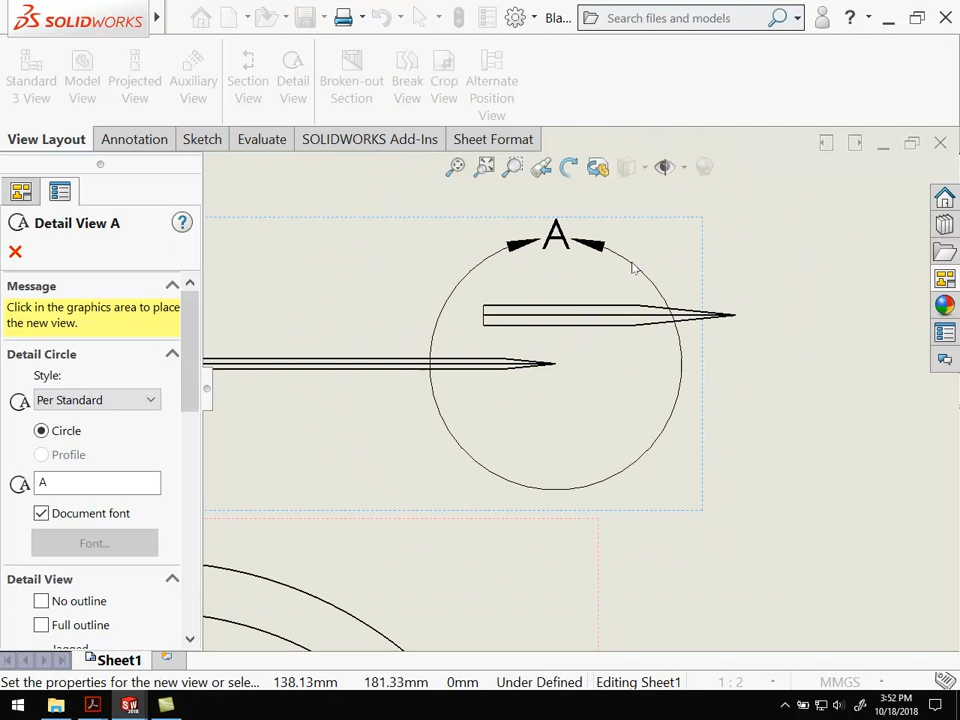 SOLIDWORKS
Bla...
Search files and models
Standard
3 View
Model
View
Projected
View
Auxiliary
View
Section
View
Detail
View
Broken-out
Section
Break
View
Crop
View
Alternate
Position
View
View Layout
Annotation
Sketch
Evaluate
SOLIDWORKS Add-Ins
Sheet Format
Detail View A
Message
Click in the graphics area to place
the new view.
Detail Circle
Style:
Per Standard
Circle
Profile
A
Document font
Font...
Detail View
No outline
Full outline
Jagged
A
Sheet1
Set the properties for the new view or sele...
138.13mm
181.33mm
0mm
Under Defined
Editing Sheet1
1 : 2
MMGS
3:52 PM
10/18/2018